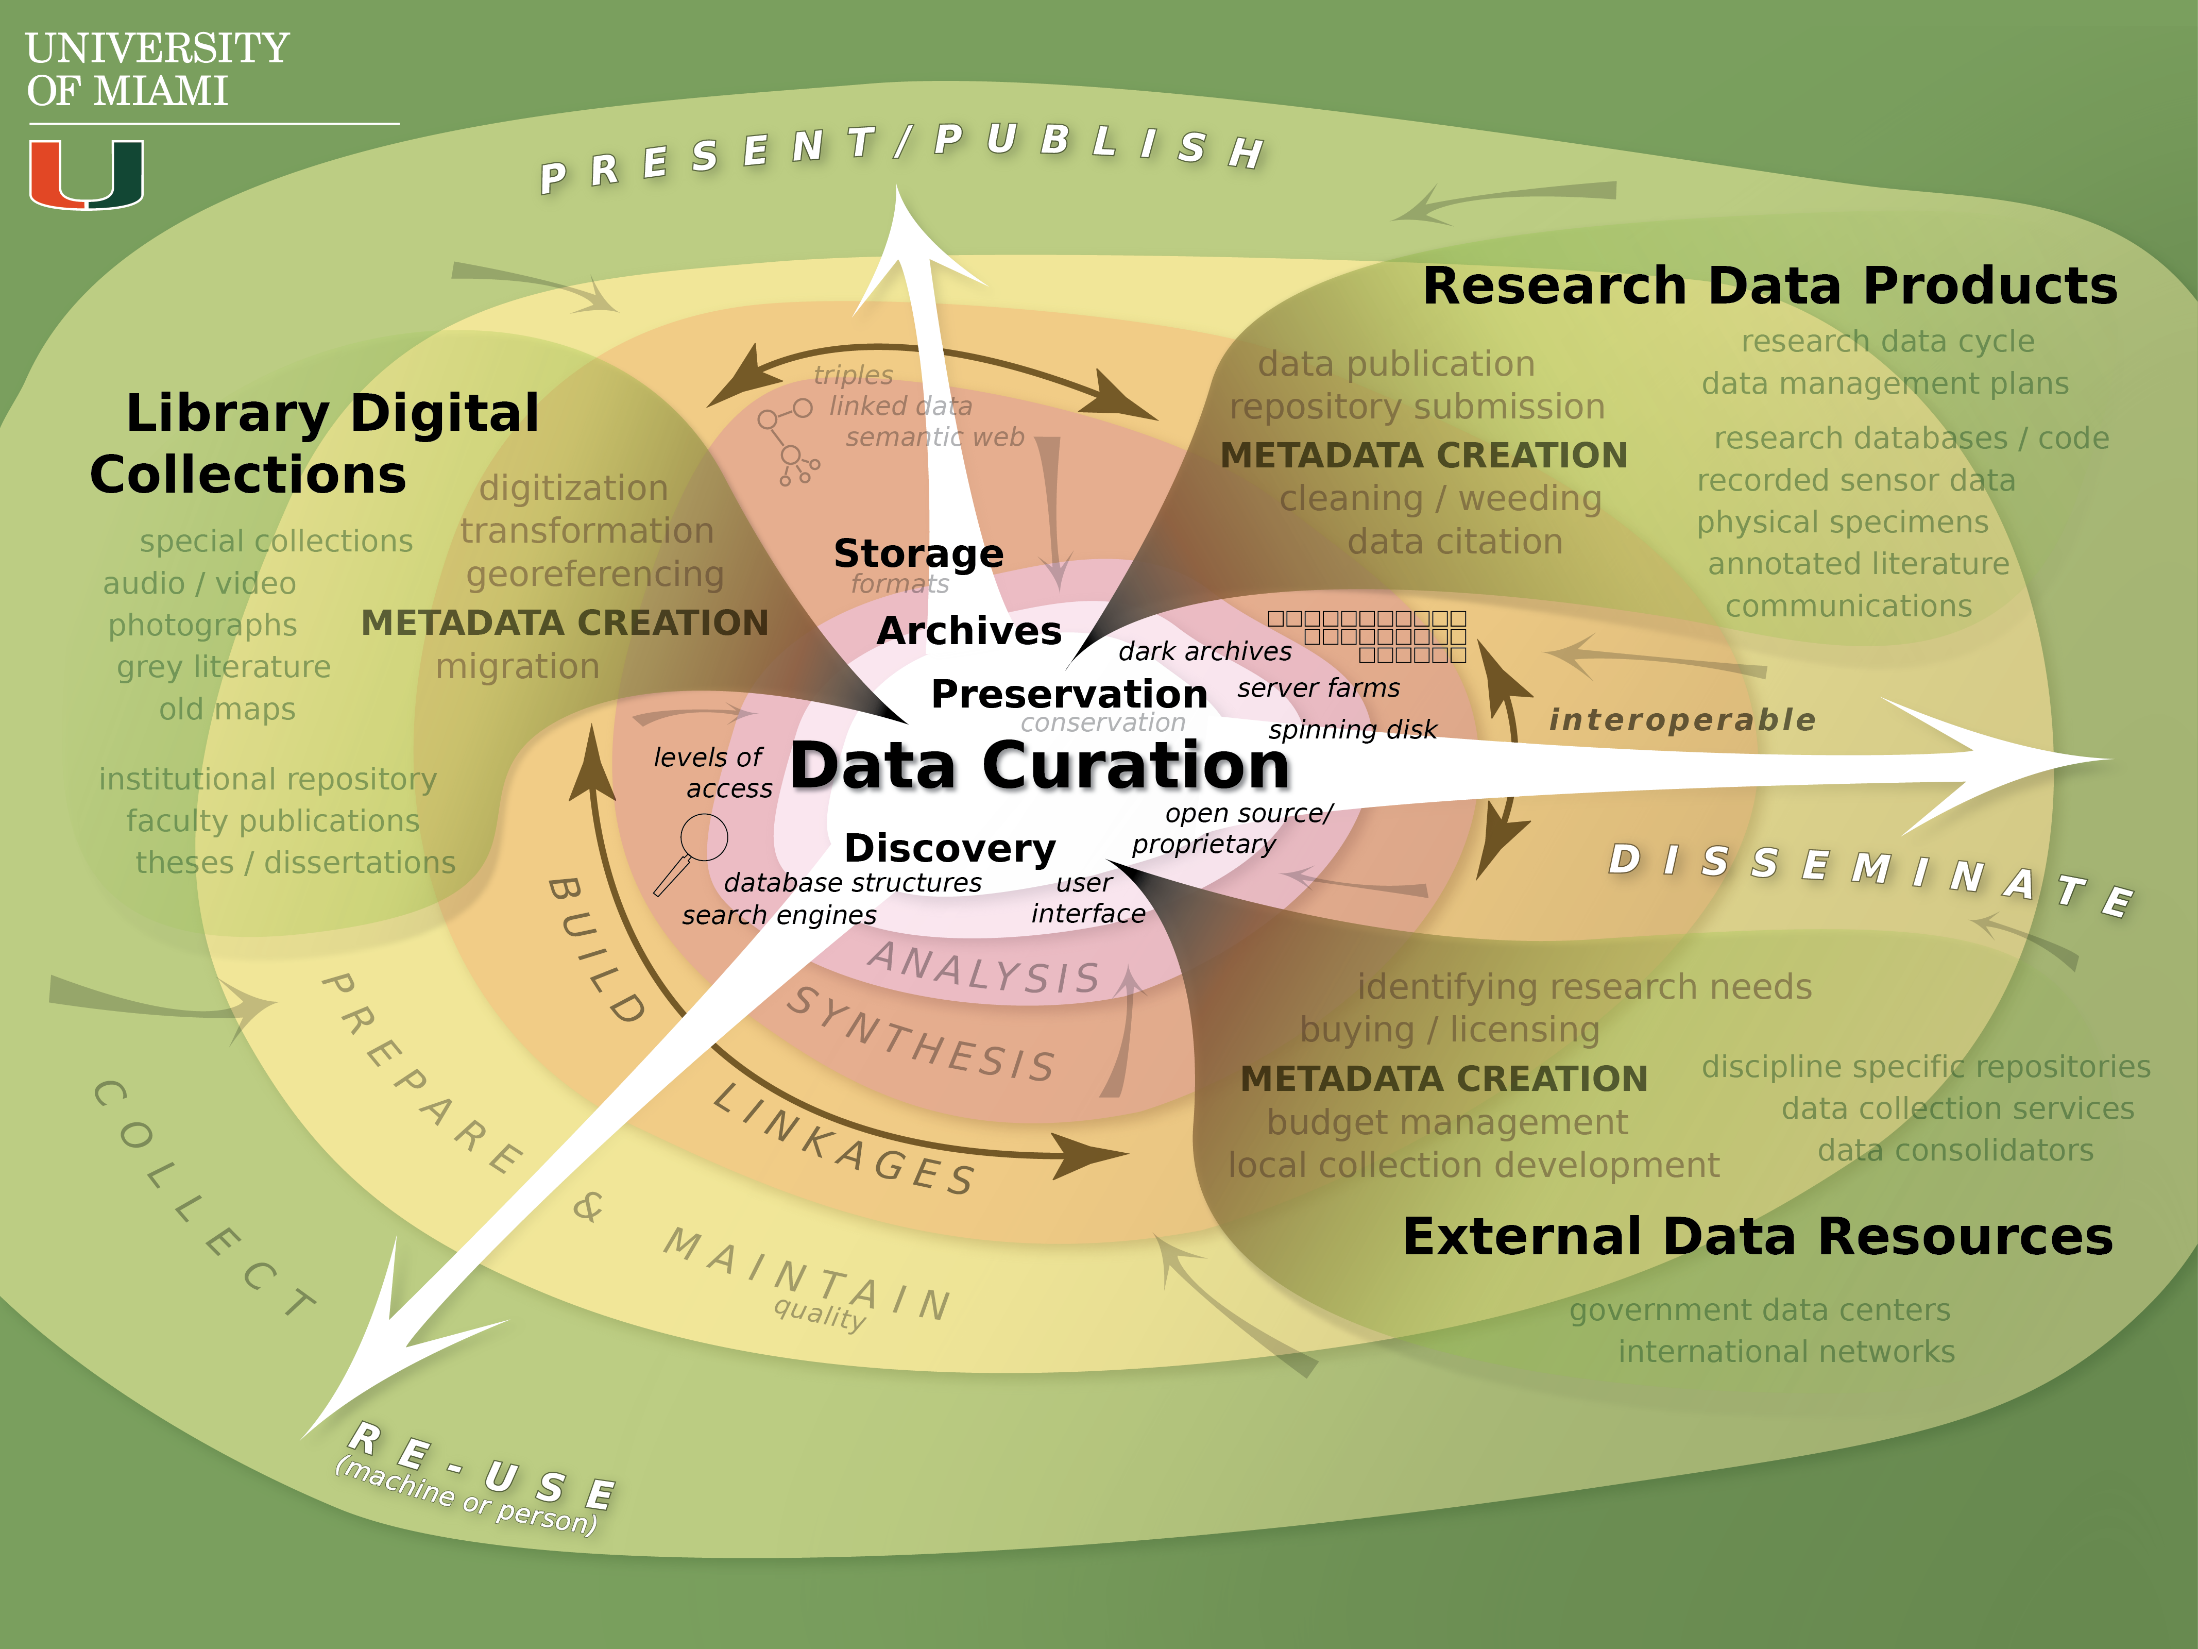 UNIVERSITY
OF MIAMI
PRESENT/PUBLISH
Research Data Products
research data cycle
data management plans
research databases / code
recorded sensor data
physical specimens
annotated literature
communications
data publication
repository submission
METADATA CREATION
cleaning / weeding
data citation
Library Digital
Collections
special collections
audio / video
photographs
grey literature
old maps
institutional repository
faculty publications
theses / dissertations
digitization
transformation
georeferencing
METADATA CREATION
migration
triples
linked data
semantic web
Storage
formats
Archives
dark archives
Preservation
server farms
conservation
spinning disk
interoperable
Data Curation
levels of
access
open source/
proprietary
Discovery
database structures
search engines
user
interface
DISSEMINATE
ANALYSIS
SYNTHESIS
BUILD
LINKAGES
PREPARE & MAINTAIN
quality
COLLECT
RE-USE
(machine or person)
identifying research needs
buying / licensing
METADATA CREATION
budget management
local collection development
discipline specific repositories
data collection services
data consolidators
External Data Resources
government data centers
international networks